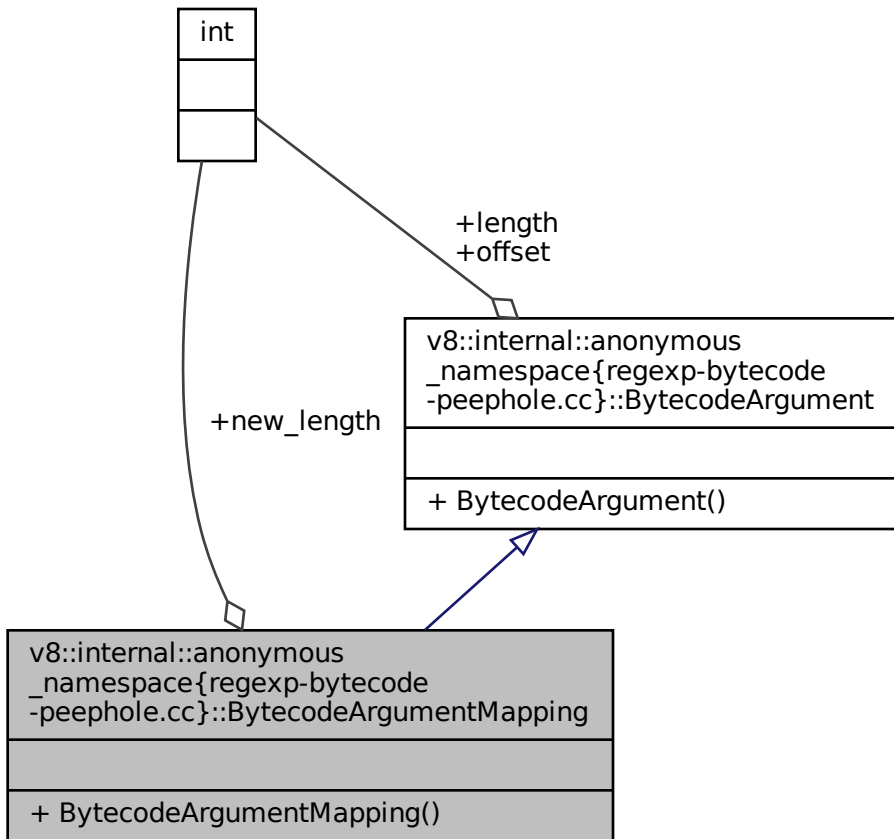 int
+length
+offset
v8::internal::anonymous
_namespace{regexp-bytecode
-peephole.cc}::BytecodeArgument
+ BytecodeArgument()
+new_length
v8::internal::anonymous
_namespace{regexp-bytecode
-peephole.cc}::BytecodeArgumentMapping
+ BytecodeArgumentMapping()